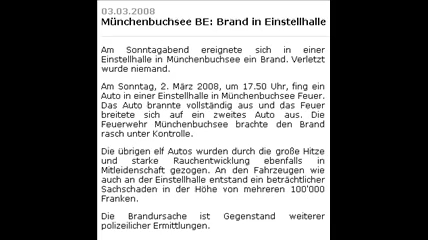 03.03.2008
Münchenbuchsee BE: Brand in Einstellhalle
Am Sonntagabend ereignete sich in einer
Einstellhalle in Münchenbuchsee ein Brand. Verletzt
wurde niemand.
Am Sonntag, 2. März 2008, um 17.50 Uhr, fing ein
Auto in einer Einstellhalle in Münchenbuchsee Feuer.
Das Auto brannte vollständig aus und das Feuer
breitete sich auf ein zweites Auto aus. Die
Feuerwehr Münchenbuchsee brachte den Brand
rasch unter Kontrolle.
Die übrigen elf Autos wurden durch die große Hitze
und starke Rauchentwicklung ebenfalls in
Mitleidenschaft gezogen. An den Fahrzeugen wie
auch an der Einstellhalle entstand ein beträchtlicher
Sachschaden in der Höhe von mehreren 100'000
Franken.
Die Brandursache ist Gegenstand weiterer
polizeilicher Ermittlungen.